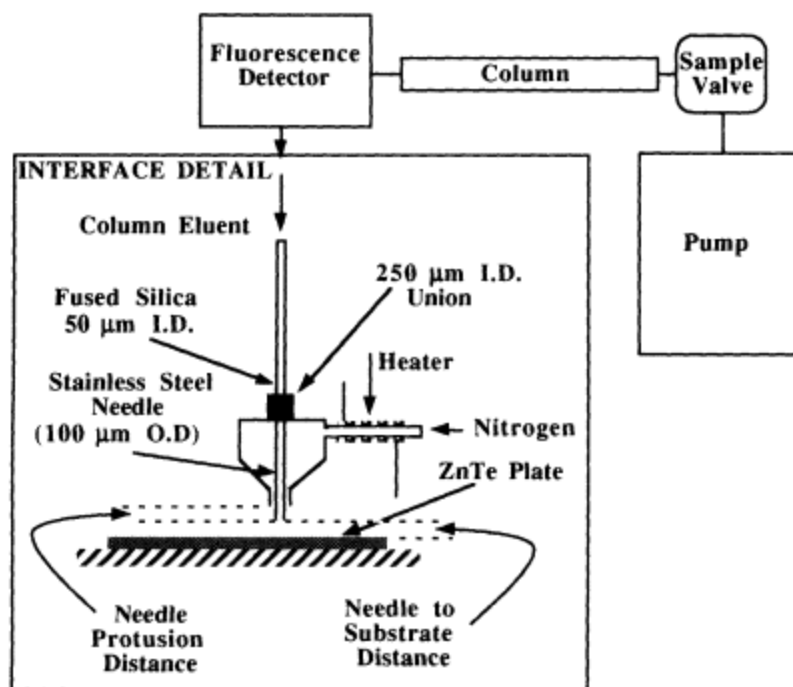 Fluorescence
Detector
Column
Sample
Valve
Pump
INTERFACE DETAIL
Column Eluent
250 µm I.D.
Union
Fused Silica
50 µm I.D.
Heater
Stainless Steel
Needle
(100 µm O.D)
Nitrogen
ZnTe Plate
Needle
Protusion
Distance
Needle to
Substrate
Distance